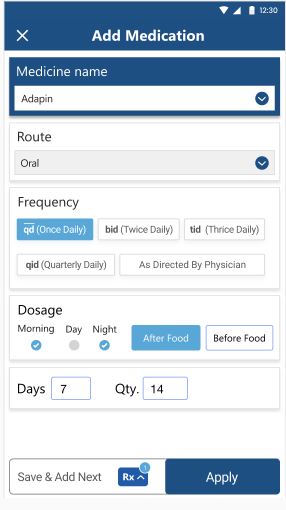 12:30
Add Medication
Medicine name
Adapin
Route
Oral
Frequency
qd (Once Daily) bid (Twice Daily) tid (Thrice Daily)
qid (Quarterly Daily) As Directed By Physician
Dosage
Morning Day Night
After Food Before Food
Days 7 Qty. 14
Save & Add Next Rx 1 Apply